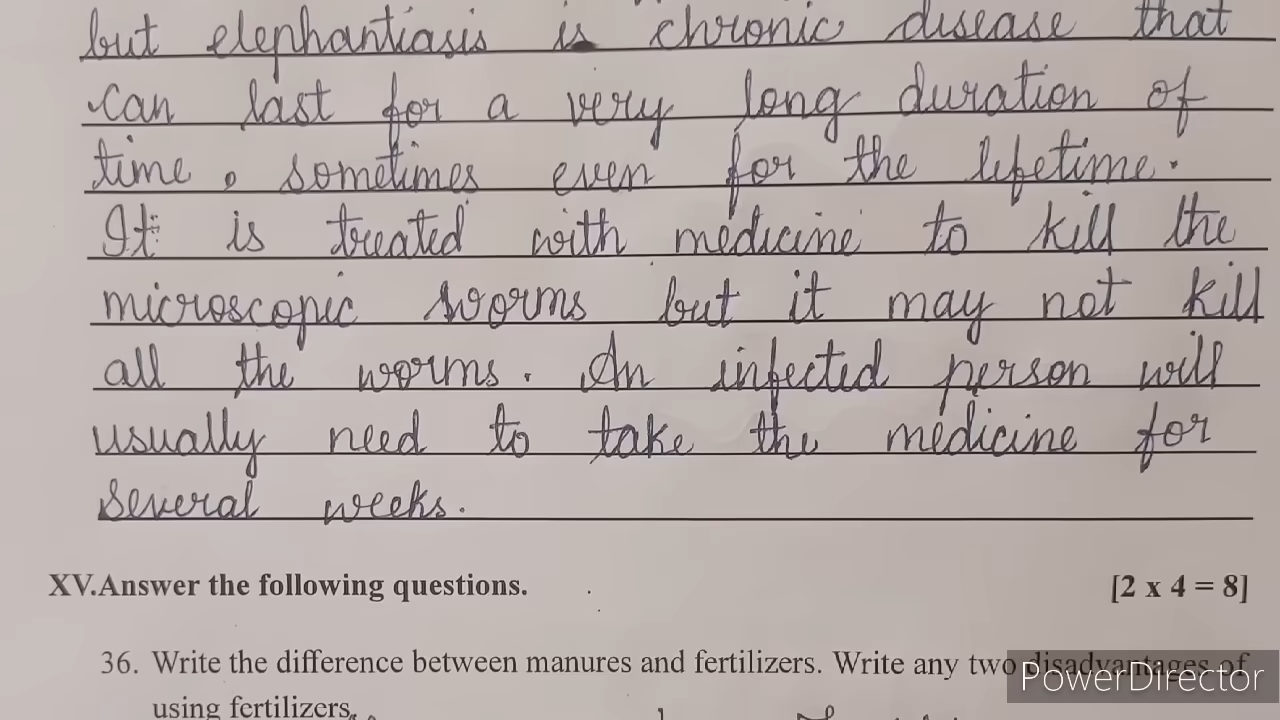 but elephantiasis is chronic disease that
can last for a very long duration of
time, sometimes even for the lifetime.
It is treated with medicine to kill the
microscopic worms but it may not kill
all the worms. An infected person will
usually need to take the medicine for
several weeks.
XV.Answer the following questions. [2 x 4 = 8]
36. Write the difference between manures and fertilizers. Write any two disadvantages of
using fertilizers.
PowerDirector